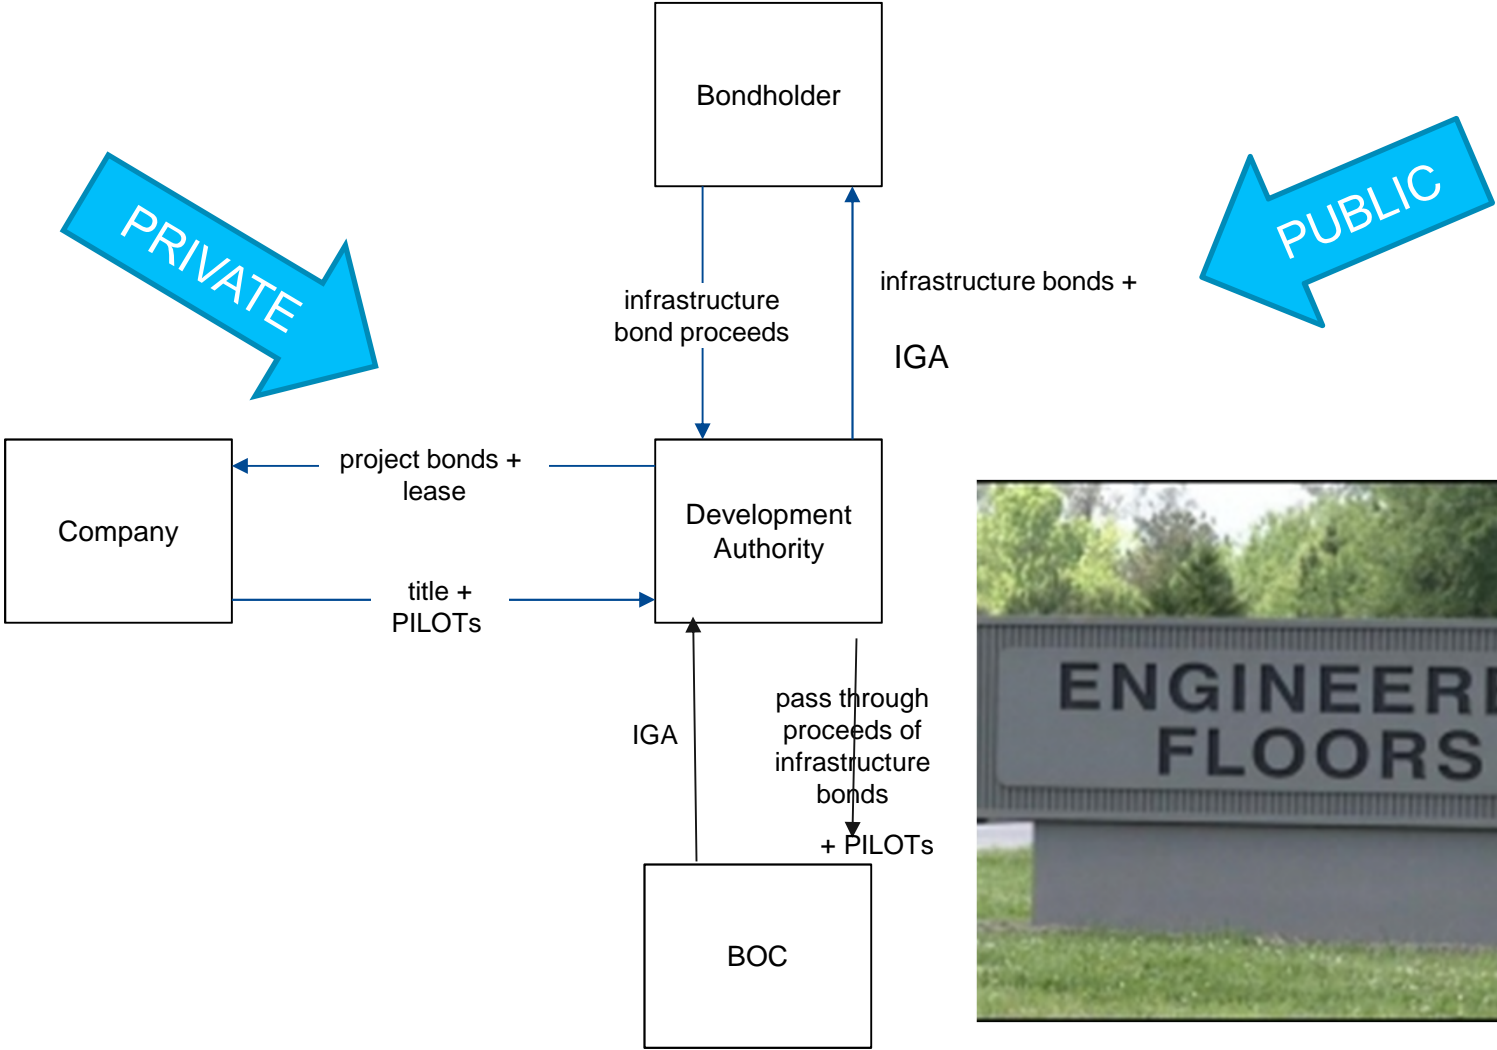 Bondholder
PRIVATE
PUBLIC
infrastructure
bond proceeds
infrastructure bonds +
IGA
project bonds +
lease
Company
Development
Authority
title +
PILOTs
IGA
pass through
proceeds of
infrastructure
bonds
+ PILOTs
BOC
ENGINEERE
FLOORS